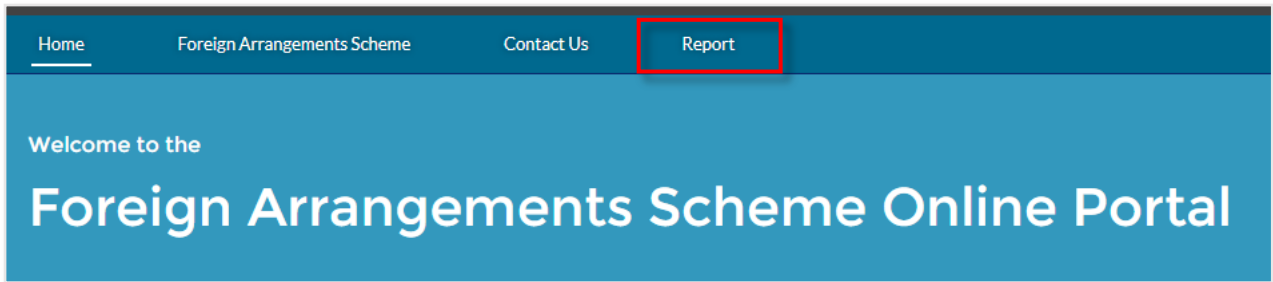 Home Foreign Arrangements Scheme Contact Us Report
Welcome to the
Foreign Arrangements Scheme Online Portal